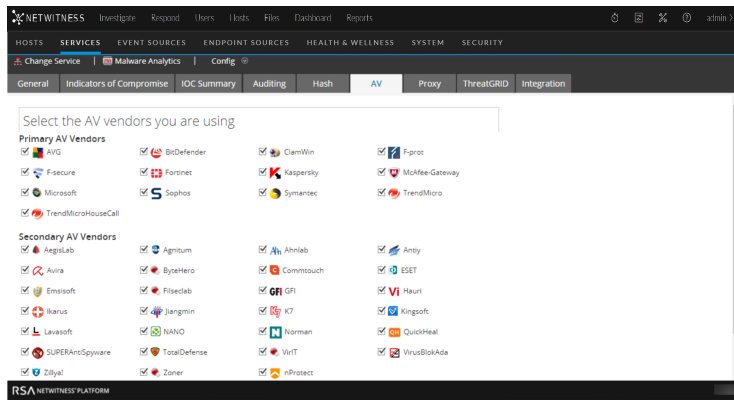 NETWITNESS Investigate Respond Users Hosts Files Dashboard Reports admin
HOSTS SERVICES EVENT SOURCES ENDPOINT SOURCES HEALTH & WELLNESS SYSTEM SECURITY
Change Service | Malware Analytics | Config
General Indicators of Compromise IOC Summary Auditing Hash AV Proxy ThreatGRID Integration
Select the AV vendors you are using
Primary AV Vendors
AVG BitDefender ClamWin F-prot
F-secure Fortinet Kaspersky McAfee-Gateway
Microsoft Sophos Symantec TrendMicro
TrendMicroHouseCall
Secondary AV Vendors
AegisLab Agnitum Ahnlab Antiy
Avira ByteHero Commtouch ESET
Emsisoft Filseclab GFI GFI Hauri
Ikarus Jiangmin K7 K7 Kingsoft
Lavasoft NANO Norman QH QuickHeal
SUPERAntiSpyware TotalDefense VirIT VirusBlokAda
Zillya! Zoner nProtect
RSA NETWITNESS® PLATFORM